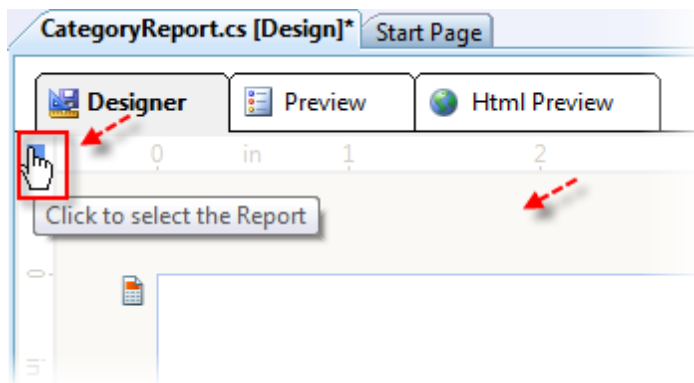 CategoryReport.cs [Design]* Start Page
Designer Preview Html Preview
0 in 1 2
Click to select the Report
0
in